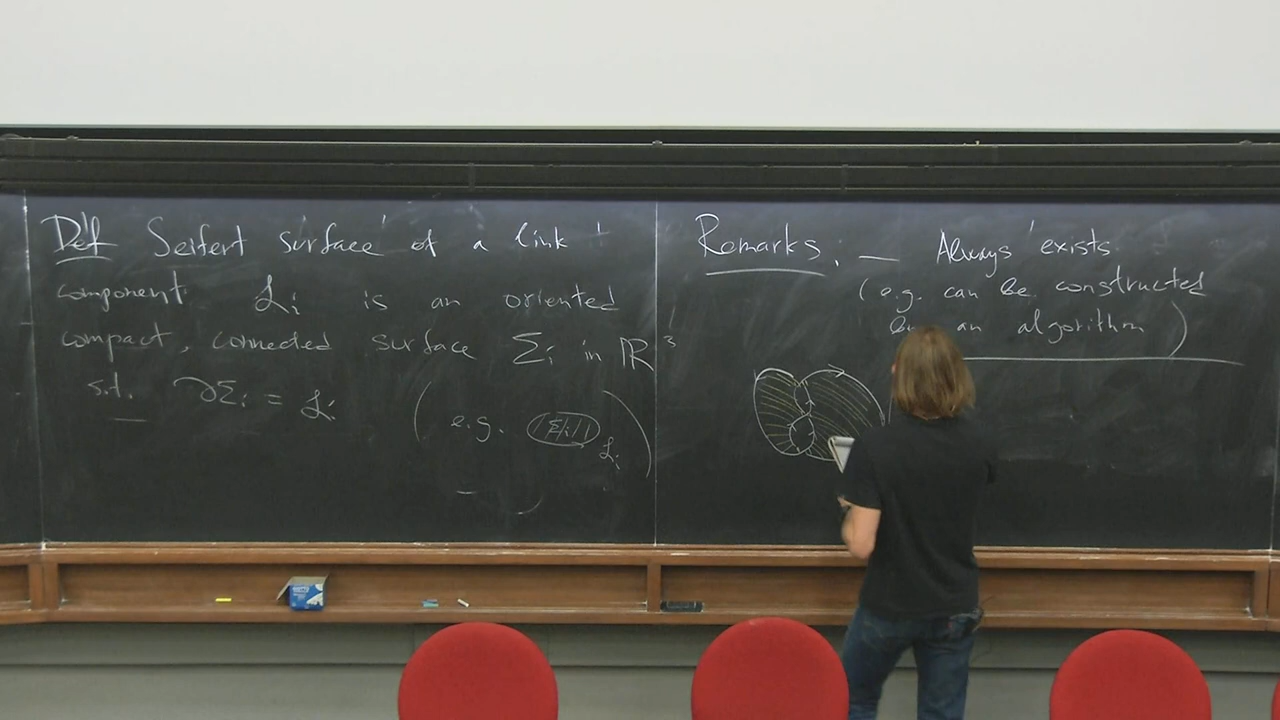 Def Seifert surface of a link
component ℒᵢ is an oriented
compact, connected surface Σᵢ in ℝ³
s.t. ∂Σᵢ = ℒᵢ (e.g. Σᵢ ℒᵢ)
Remarks: — Always exists
(e.g. can be constructed
an algorithm)